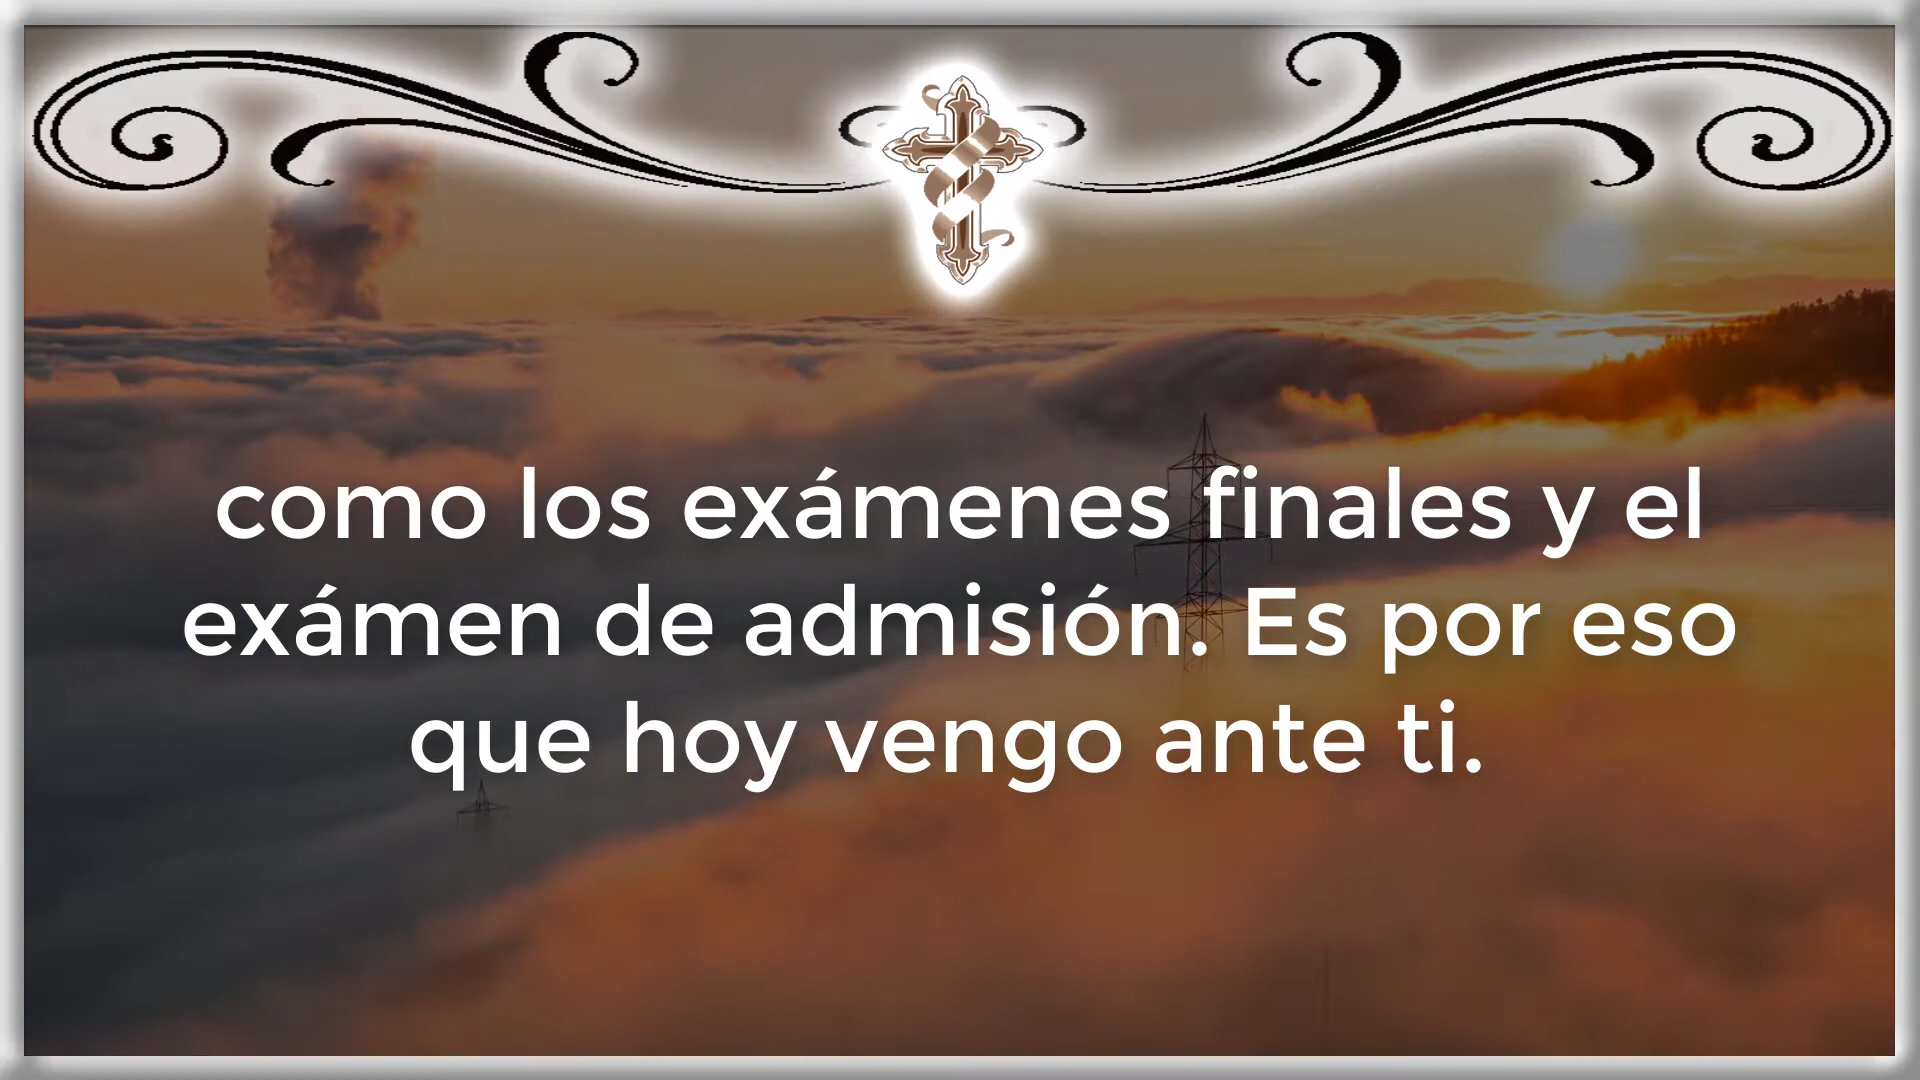 como los exámenes finales y el
exámen de admisión. Es por eso
que hoy vengo ante ti.